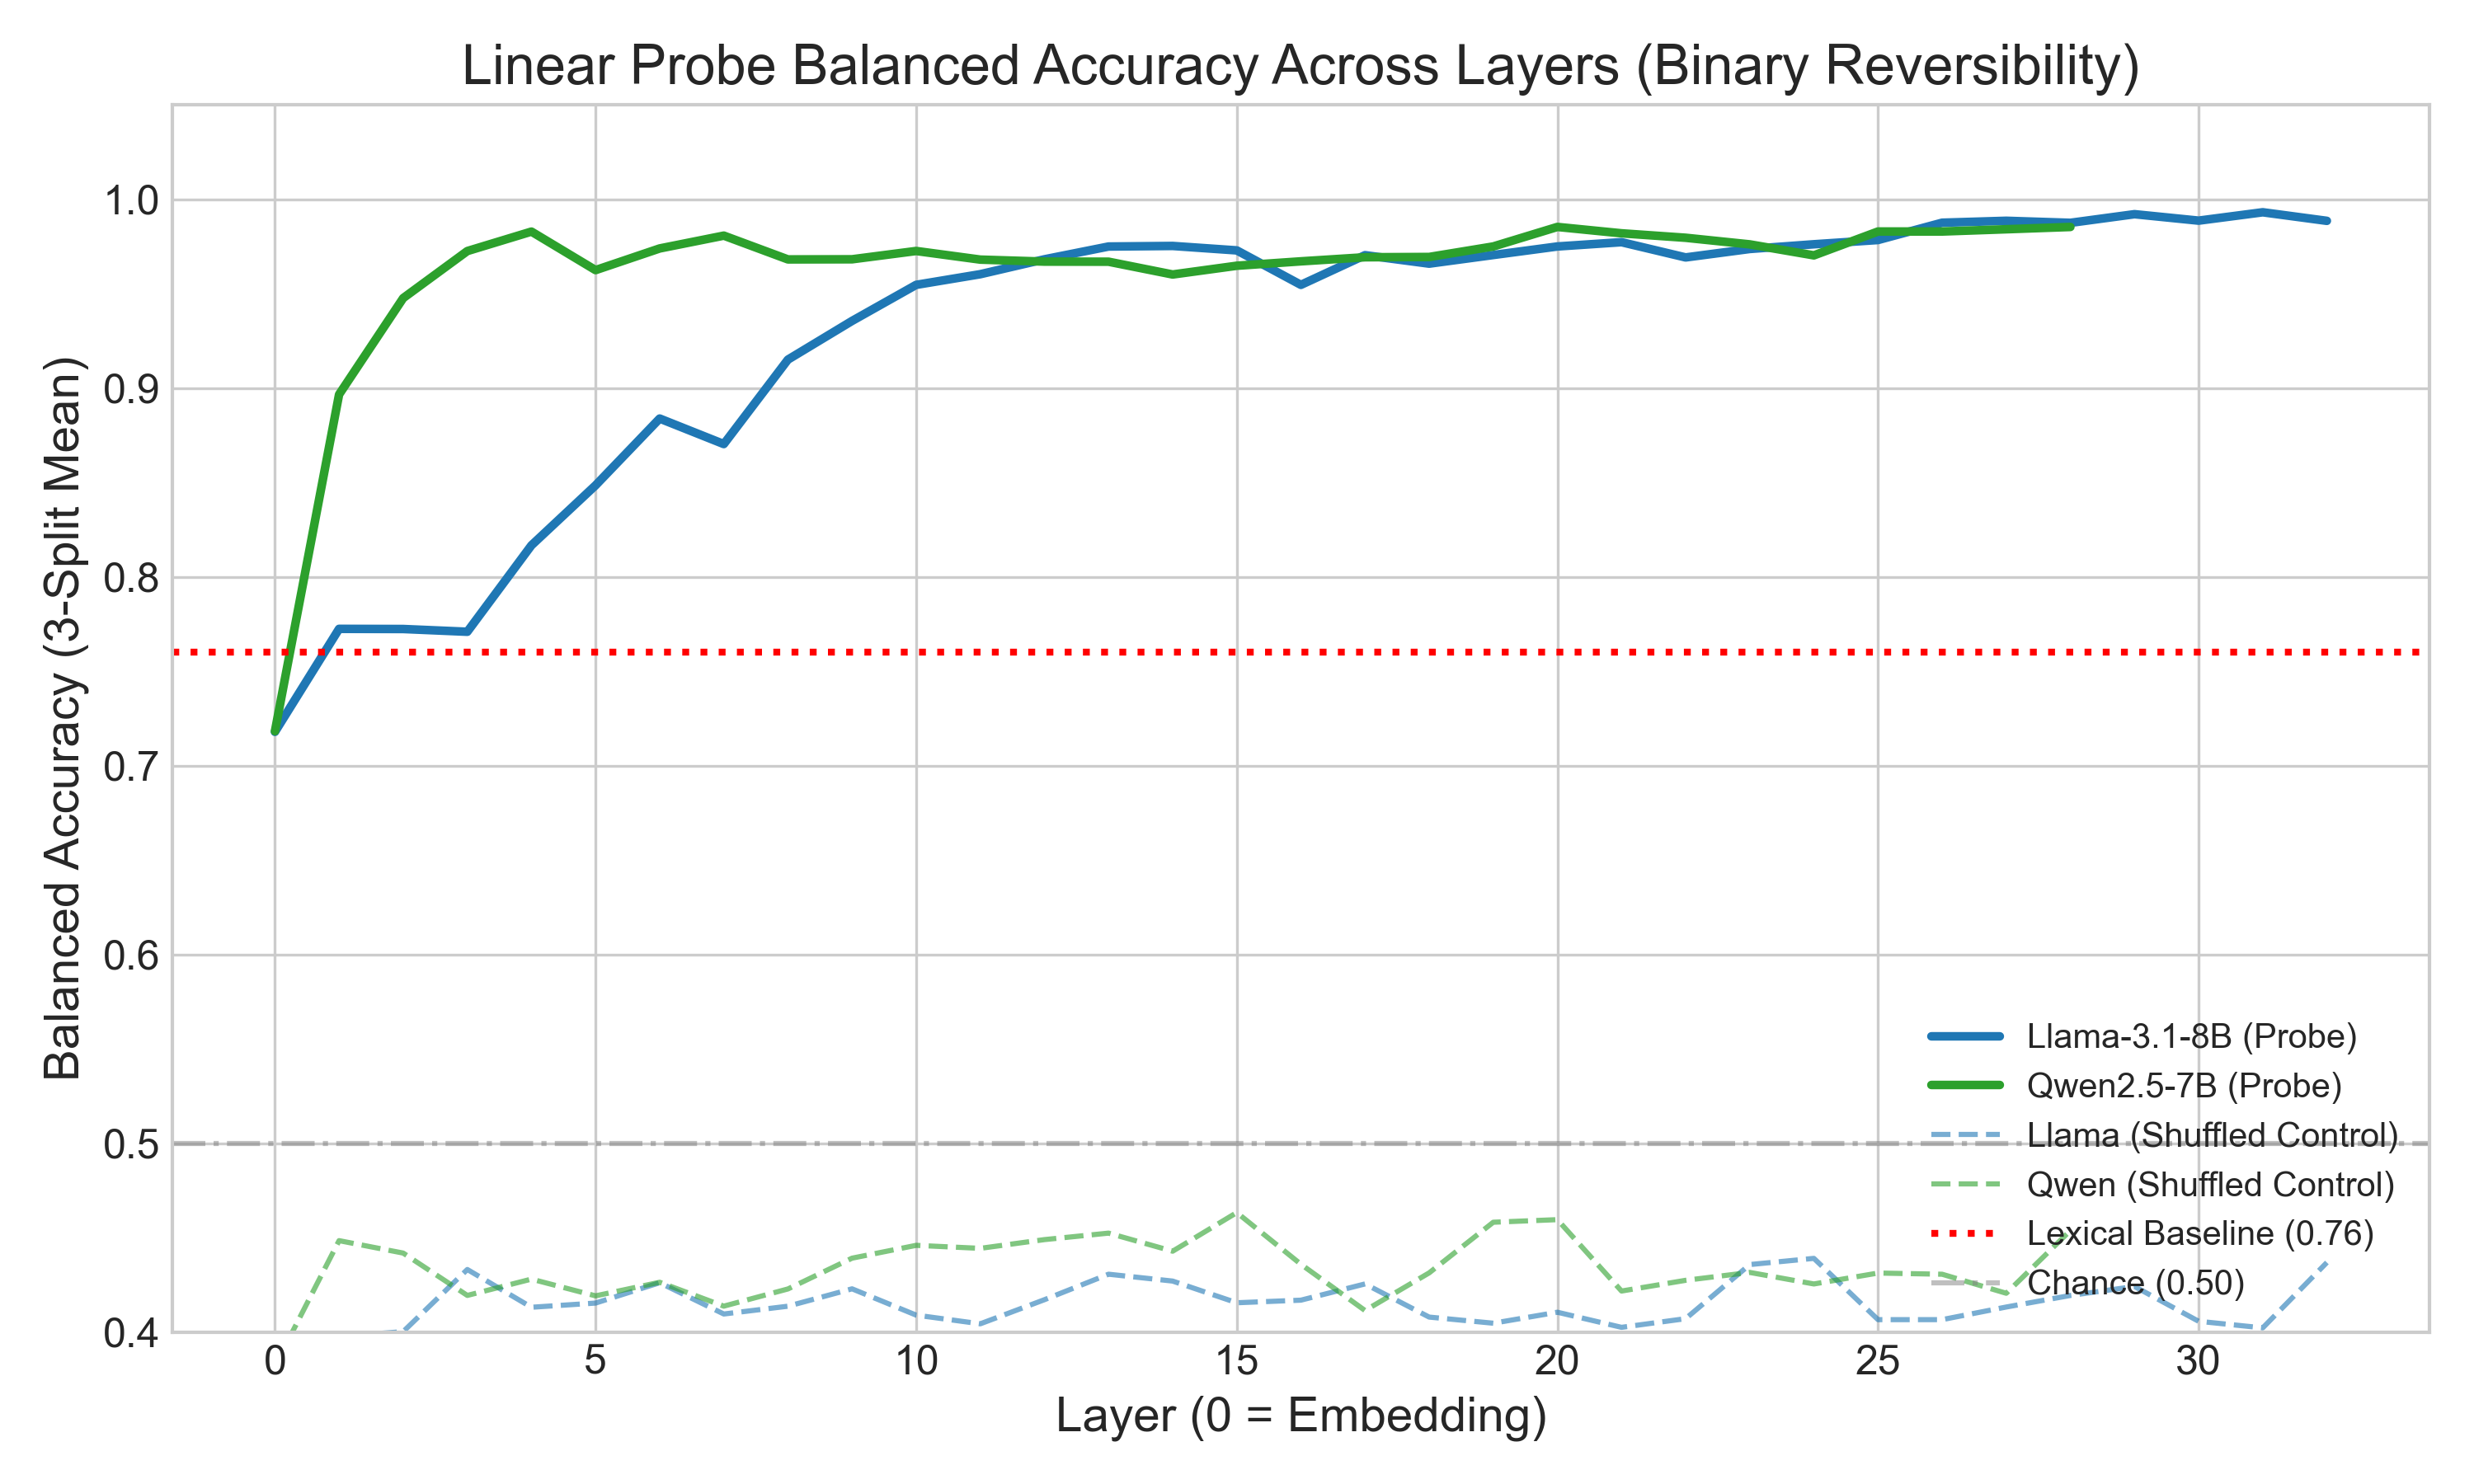 Linear Probe Balanced Accuracy Across Layers (Binary Reversibility)
Balanced Accuracy (3-Split Mean)
1.0
0.9
0.8
0.7
0.6
0.5
0.4
Llama-3.1-8B (Probe)
Qwen2.5-7B (Probe)
Llama (Shuffled Control)
Qwen (Shuffled Control)
Lexical Baseline (0.76)
Chance (0.50)
0 5 10 15 20 25 30
Layer (0 = Embedding)